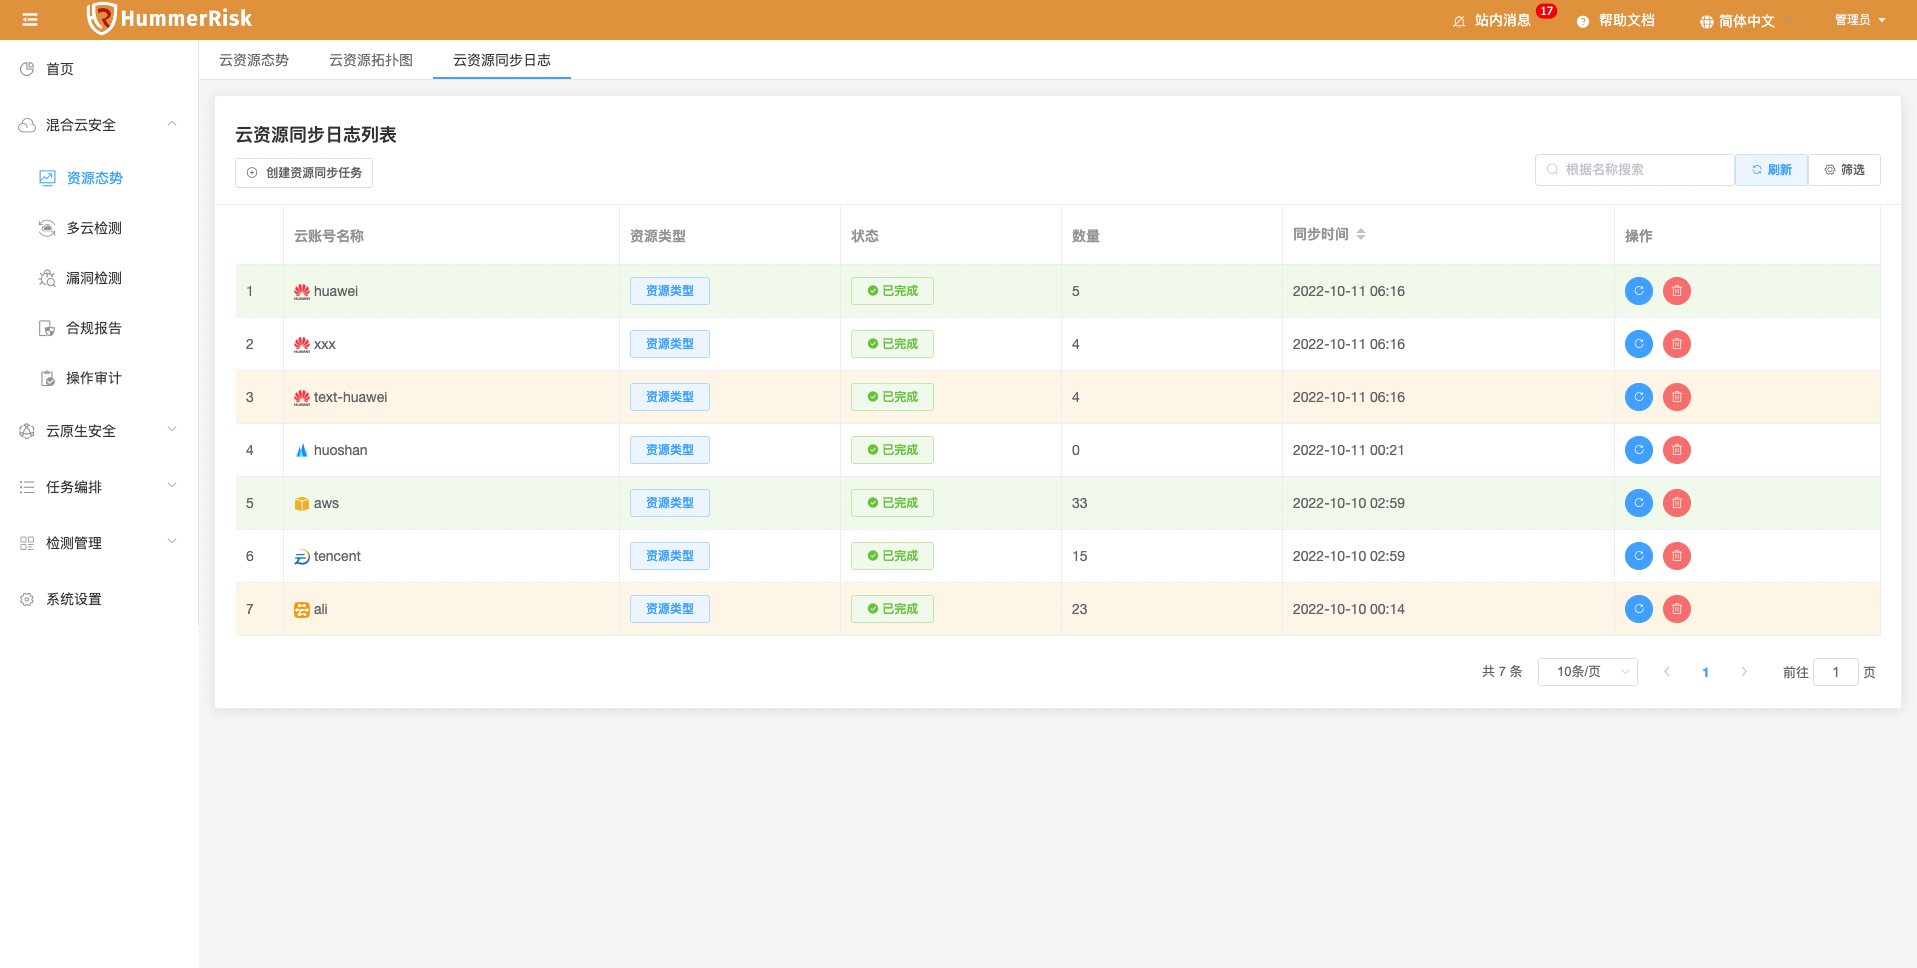 HummerRisk
站内消息 17
帮助文档
简体中文
管理员
首页
混合云安全
资源态势
多云检测
漏洞检测
合规报告
操作审计
云原生安全
任务编排
检测管理
系统设置
云资源态势 云资源拓扑图 云资源同步日志
云资源同步日志列表
创建资源同步任务
根据名称搜索 刷新 筛选
云账号名称 资源类型 状态 数量 同步时间 操作
1 HUAWEI huawei 资源类型 已完成 5 2022-10-11 06:16
2 HUAWEI xxx 资源类型 已完成 4 2022-10-11 06:16
3 HUAWEI text-huawei 资源类型 已完成 4 2022-10-11 06:16
4 huoshan 资源类型 已完成 0 2022-10-11 00:21
5 aws 资源类型 已完成 33 2022-10-10 02:59
6 tencent 资源类型 已完成 15 2022-10-10 02:59
7 ali 资源类型 已完成 23 2022-10-10 00:14
共 7 条 10条/页 1 前往 1 页